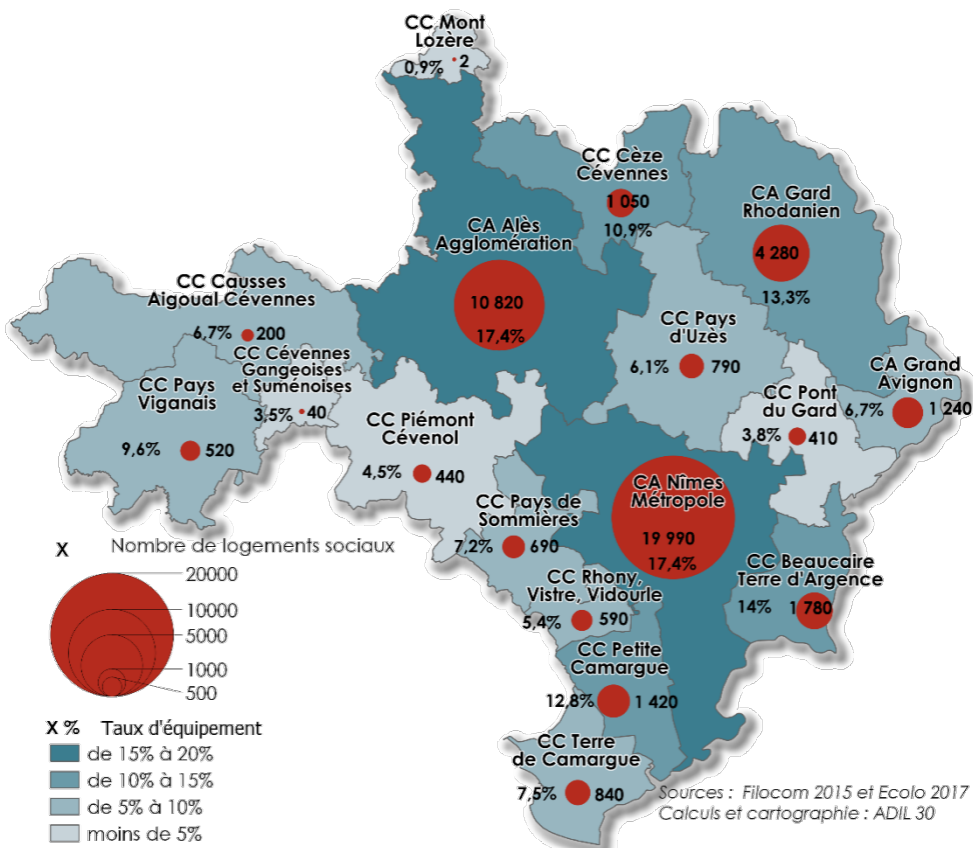 CC Mont
Lozère
0,9% 2
CC Cèze
Cévennes
1 050
10,9%
CA Gard
Rhodanien
4 280
13,3%
CA Alès
Agglomération
10 820
17,4%
CC Causses
Aigoual Cévennes
6,7% 200
CC Cévennes
Gangeoises
et Suménoises
3,5% 40
CC Pays
Viganais
9,6% 520
CC Pays
d'Uzès
6,1% 790
CA Grand
Avignon
6,7% 1 240
CC Pont
du Gard
3,8% 410
CC Piémont
Cévenol
4,5% 440
CA Nîmes
Métropole
19 990
17,4%
CC Pays de
Sommières
7,2% 690
CC Beaucaire
Terre d'Argence
14% 1 780
CC Rhony,
Vistre, Vidourle
5,4% 590
CC Petite
Camargue
12,8% 1 420
CC Terre
de Camargue
7,5% 840
X Nombre de logements sociaux
20000
10000
5000
1000
500
X % Taux d'équipement
de 15% à 20%
de 10% à 15%
de 5% à 10%
moins de 5%
Sources : Filocom 2015 et Ecolo 2017
Calculs et cartographie : ADIL 30